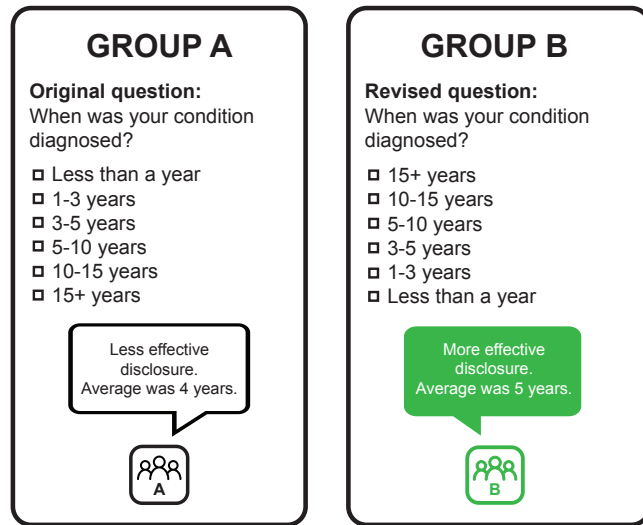 GROUP A
Original question:
When was your condition
diagnosed?
Less than a year
1-3 years
3-5 years
5-10 years
10-15 years
15+ years
Less effective
disclosure.
Average was 4 years.
A
GROUP B
Revised question:
When was your condition
diagnosed?
15+ years
10-15 years
5-10 years
3-5 years
1-3 years
Less than a year
More effective
disclosure.
Average was 5 years.
B